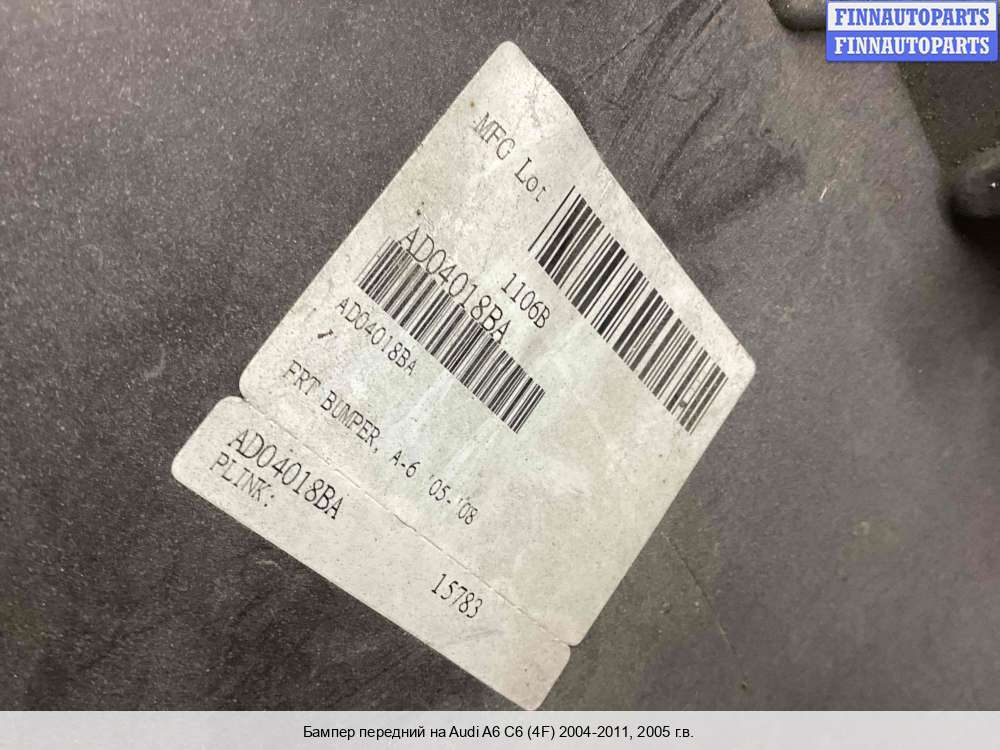 FINNAUTOPARTS
FINNAUTOPARTS
MFG Lot
1106B
AD04018BA
AD04018BA
FRT BUMPER, A-6 '05-'08
AD04018BA
PLINK:
15783
Бампер передний на Audi A6 C6 (4F) 2004-2011, 2005 г.в.